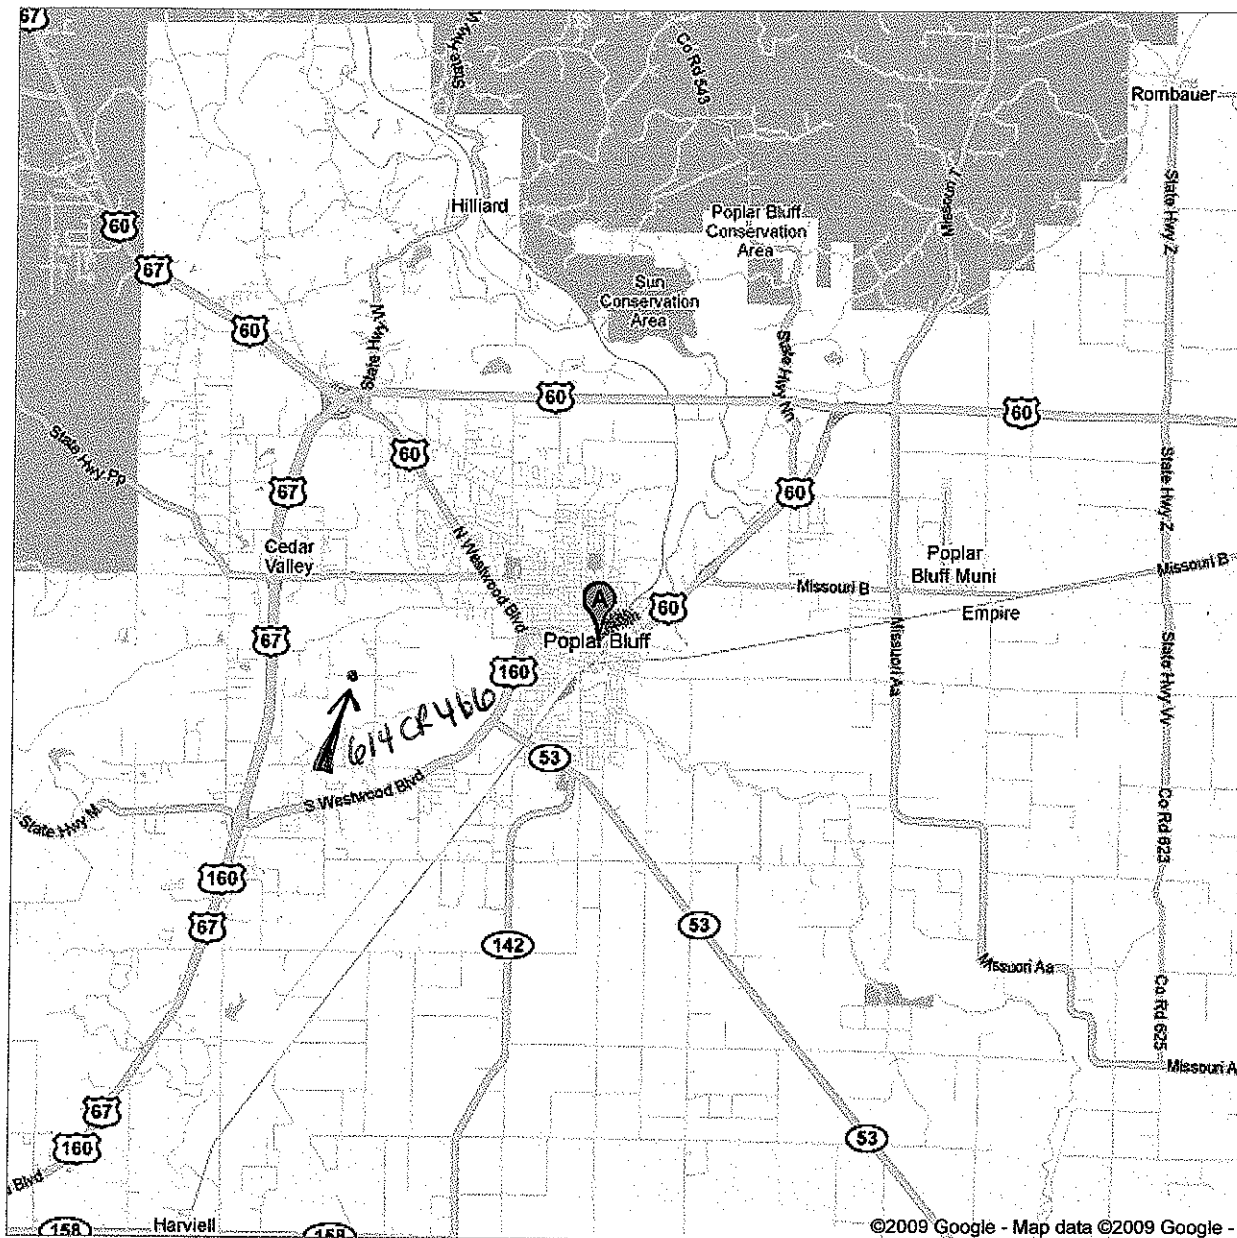 67
State Hwy W
Co Rd 543
Rombauer
State Hwy Z
60
Hilliard
Poplar Bluff
Conservation
Area
Missouri T
67
Sun
Conservation
Area
60
State Hwy W
State Hwy Nn
60
60
State Hwy Pp
60
State Hwy Z
67
60
N Westwood Blvd
Cedar
Valley
Poplar
Bluff Muni
Missouri B
Missouri B
A
60
Empire
67
Poplar Bluff
Missouri Aa
State Hwy Vv
160
614 CR 466
53
S Westwood Blvd
State Hwy M
Co Rd 623
160
67
53
142
Missouri Aa
Co Rd 625
Missouri A
67
160
53
Blvd
158
Harviell
158
©2009 Google - Map data ©2009 Google -